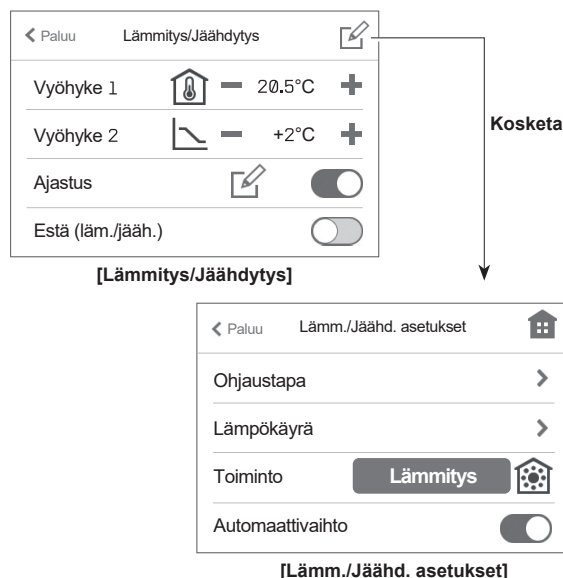 Paluu Lämmitys/Jäähdytys
Vyöhyke 1 20.5°C
Vyöhyke 2 +2°C
Kosketa
Ajastus
Estä (läm./jääh.)
[Lämmitys/Jäähdytys]
Paluu Lämm./Jäähd. asetukset
Ohjaustapa
Lämpökäyrä
Toiminto Lämmitys
Automaattivaihto
[Lämm./Jäähd. asetukset]